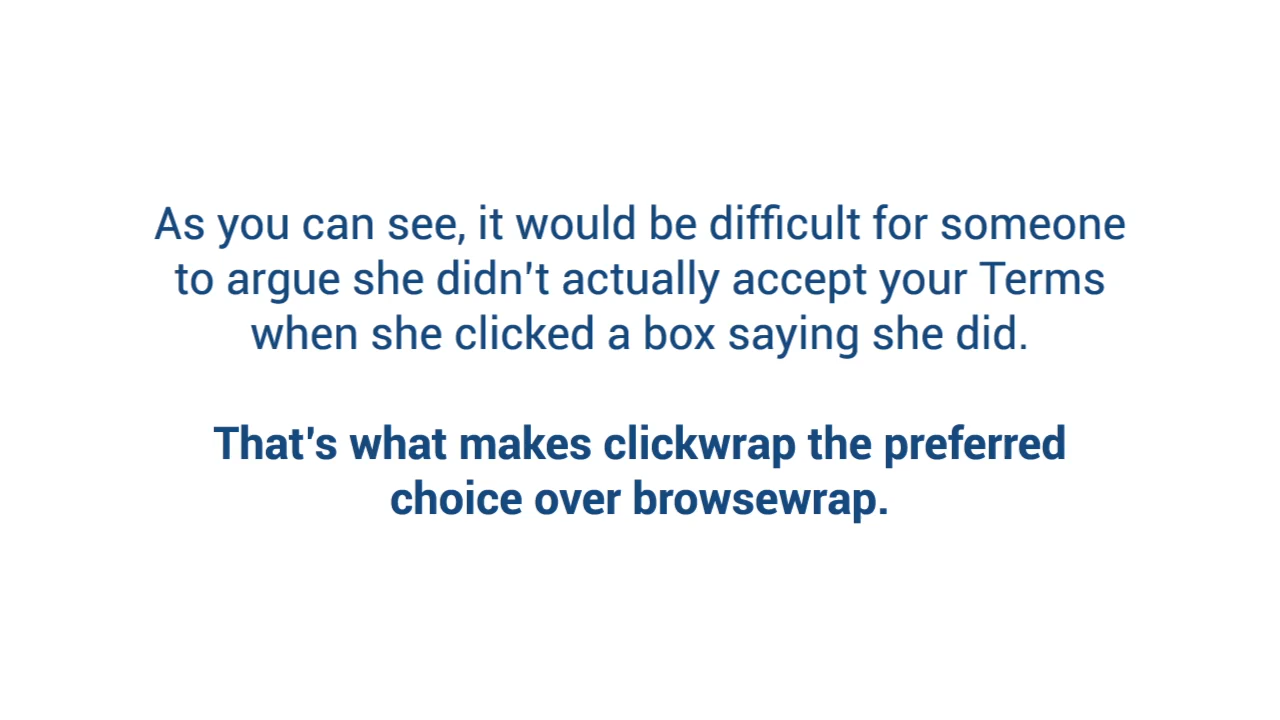 As you can see, it would be difficult for someone
to argue she didn't actually accept your Terms
when she clicked a box saying she did.
That's what makes clickwrap the preferred
choice over browsewrap.